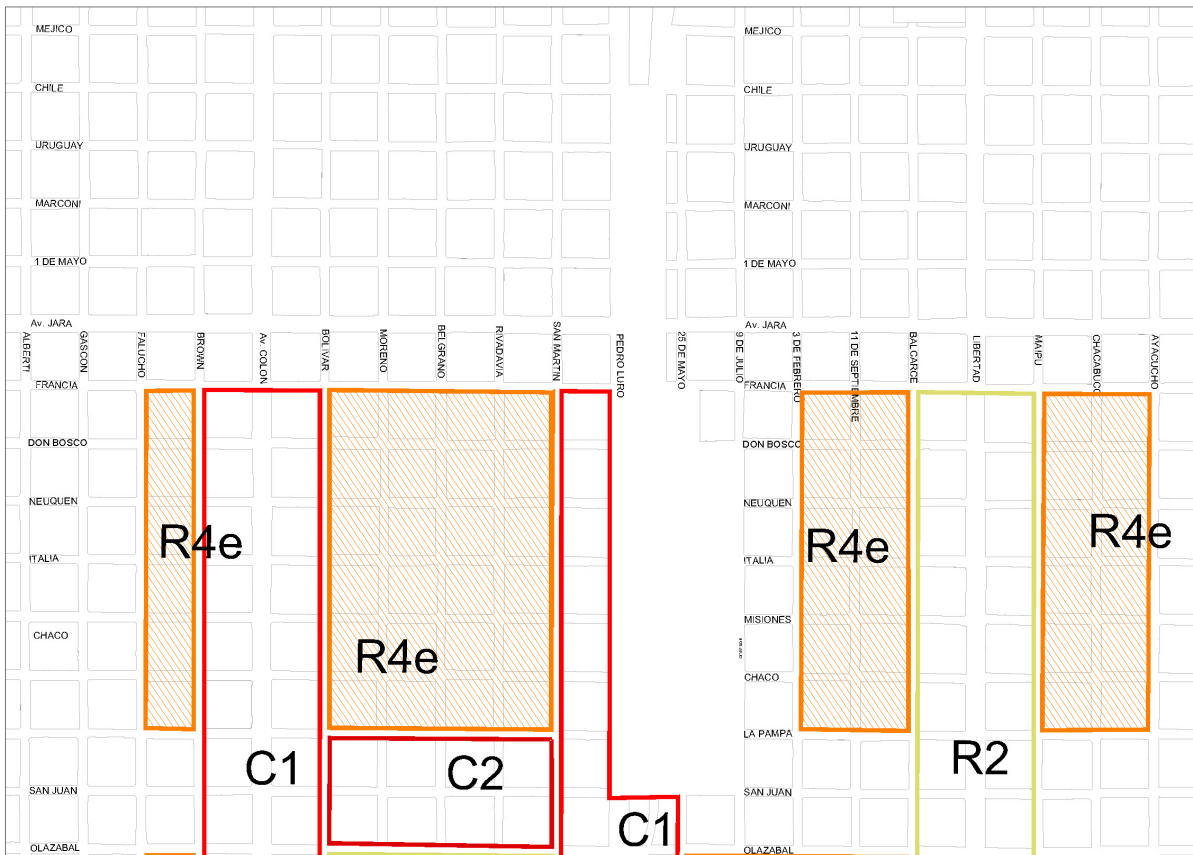 MEJICO
MEJICO
CHILE
CHILE
URUGUAY
URUGUAY
MARCONI
MARCONI
1 DE MAYO
1 DE MAYO
Av. JARA
Av. JARA
ALBERTI
GASCON
FALUCHO
BROWN
Av. COLON
BOLIVAR
MORENO
BELGRANO
RIVADAVIA
SAN MARTIN
PEDRO LURO
25 DE MAYO
9 DE JULIO
3 DE FEBRERO
11 DE SEPTIEMBRE
BALCARCE
LIBERTAD
MAIPU
CHACABUCO
AYACUCHO
FRANCIA
FRANCIA
DON BOSCO
DON BOSCO
NEUQUEN
NEUQUEN
R4e
R4e
R4e
ITALIA
ITALIA
MISIONES
CHACO
R4e
CHACO
LA PAMPA
C1
C2
R2
SAN JUAN
SAN JUAN
C1
OLAZABAL
OLAZABAL